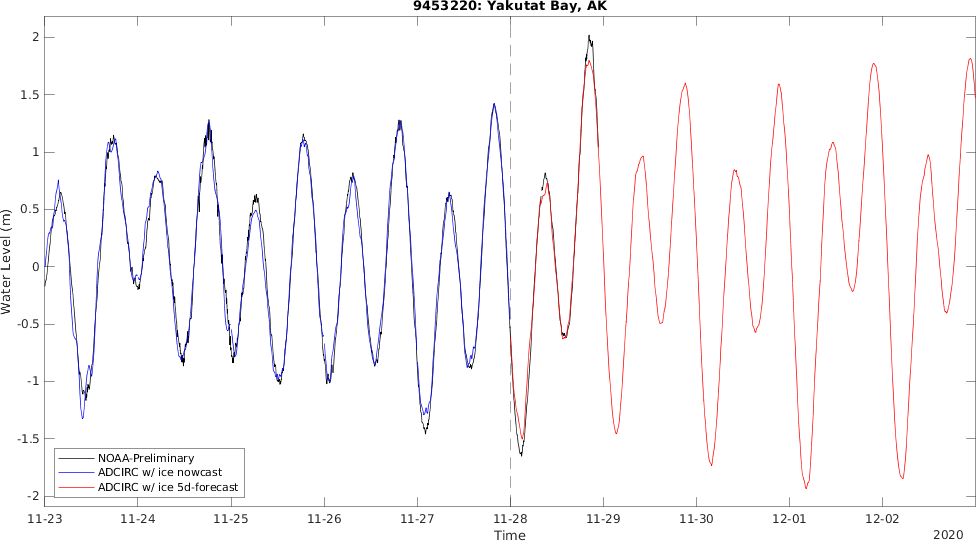 9453220: Yakutat Bay, AK
Water Level (m)
2
1.5
1
0.5
0
-0.5
-1
-1.5
-2
NOAA-Preliminary
ADCIRC w/ ice nowcast
ADCIRC w/ ice 5d-forecast
11-23 11-24 11-25 11-26 11-27 11-28 11-29 11-30 12-01 12-02
Time
2020